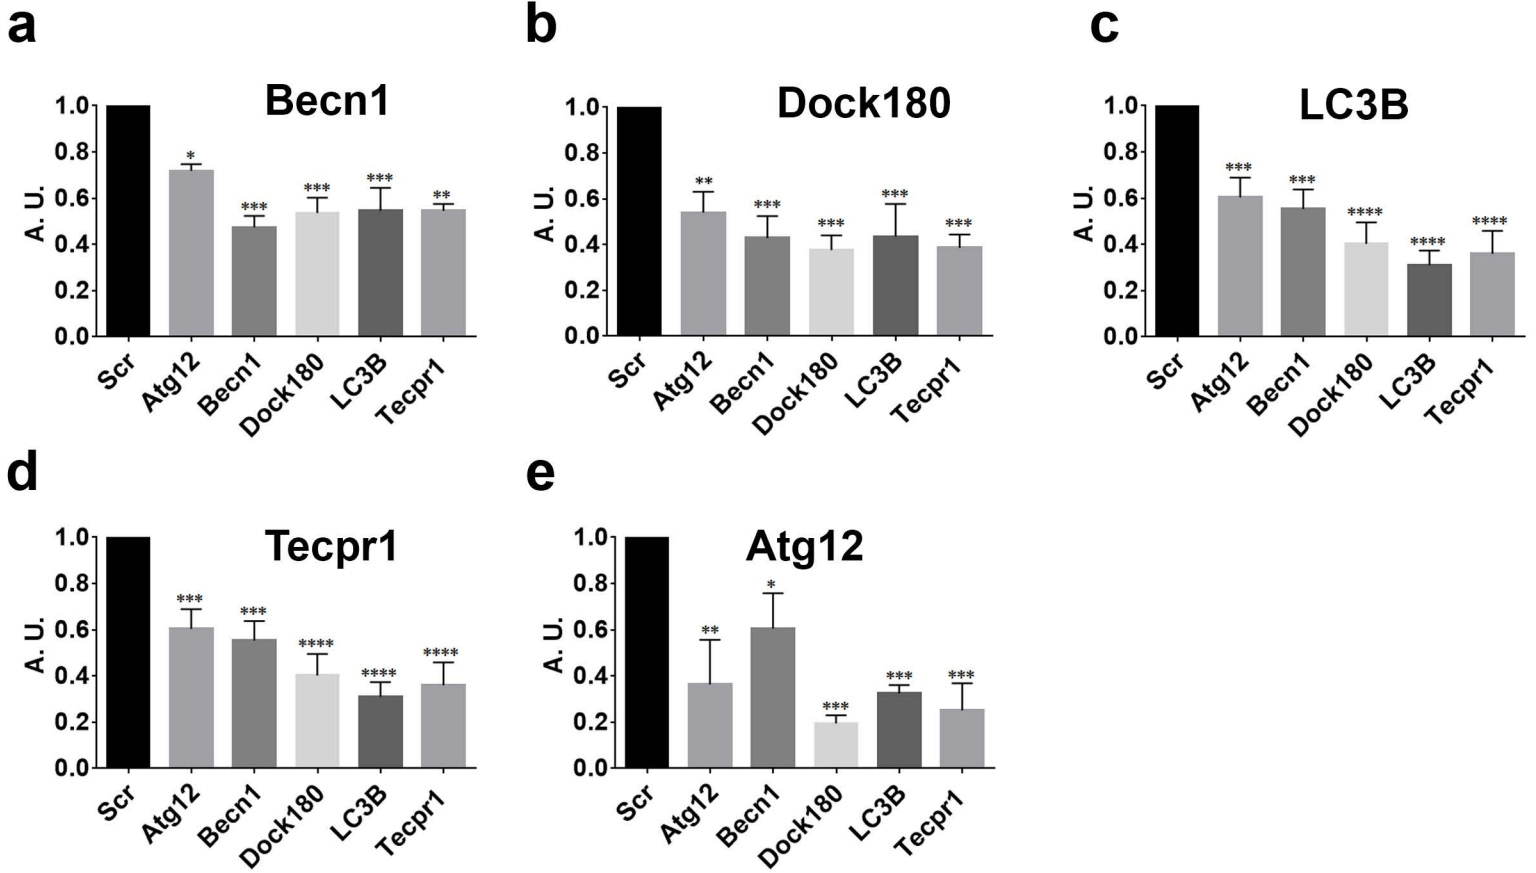 a
Becn1
A. U.
1.0
0.8
0.6
0.4
0.2
0.0
*
***
***
***
**
Scr
Atg12
Becn1
Dock180
LC3B
Tecpr1
b
Dock180
A. U.
1.0
0.8
0.6
0.4
0.2
0.0
**
***
***
***
***
Scr
Atg12
Becn1
Dock180
LC3B
Tecpr1
c
LC3B
A. U.
1.0
0.8
0.6
0.4
0.2
0.0
***
***
****
****
****
Scr
Atg12
Becn1
Dock180
LC3B
Tecpr1
d
Tecpr1
A. U.
1.0
0.8
0.6
0.4
0.2
0.0
***
***
****
****
****
Scr
Atg12
Becn1
Dock180
LC3B
Tecpr1
e
Atg12
A. U.
1.0
0.8
0.6
0.4
0.2
0.0
**
*
***
***
***
Scr
Atg12
Becn1
Dock180
LC3B
Tecpr1